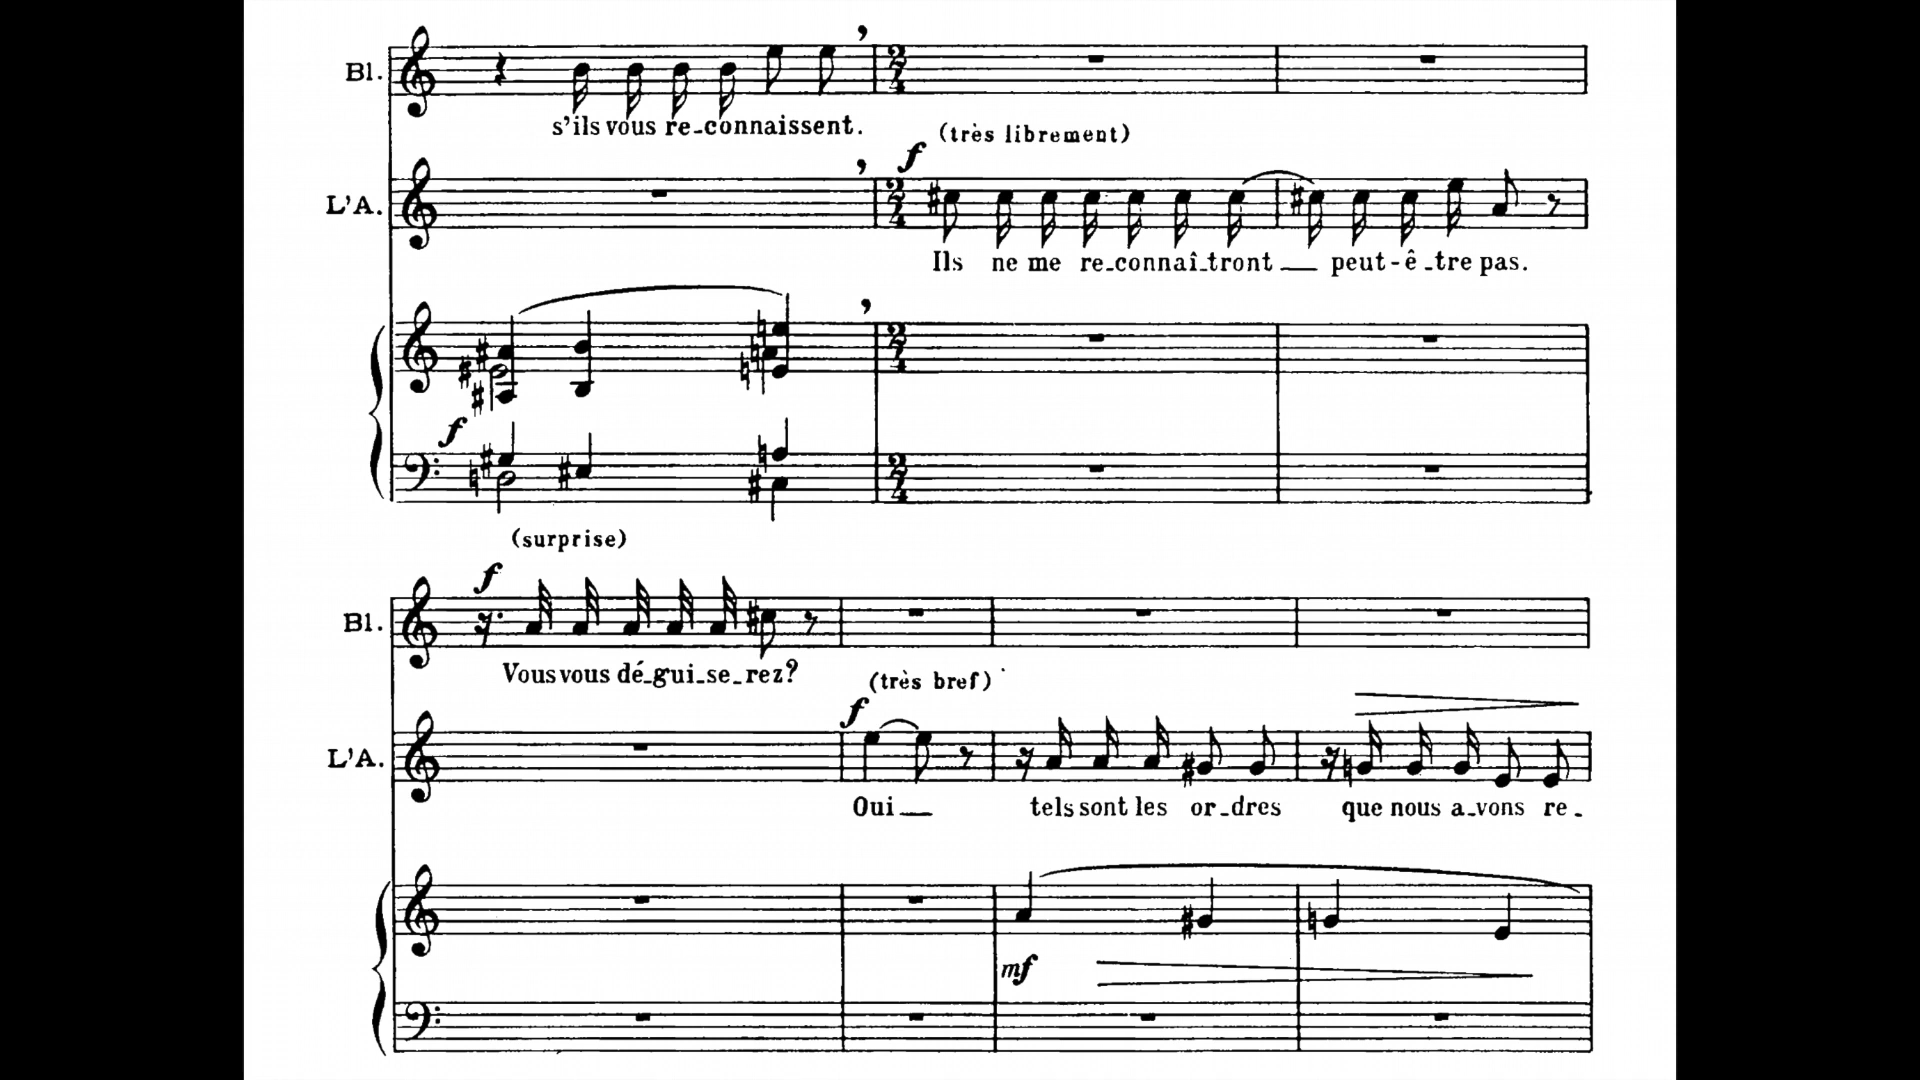 Bl.
s'ils vous re-connaissent.
f (très librement)
L'A.
Ils ne me re-connaî-tront peut-ê-tre pas.
f
(surprise)
f
Bl.
Vous vous dé-gui-se-rez?
f (très bref)
L'A.
Oui tels sont les or-dres que nous a-vons re-
mf